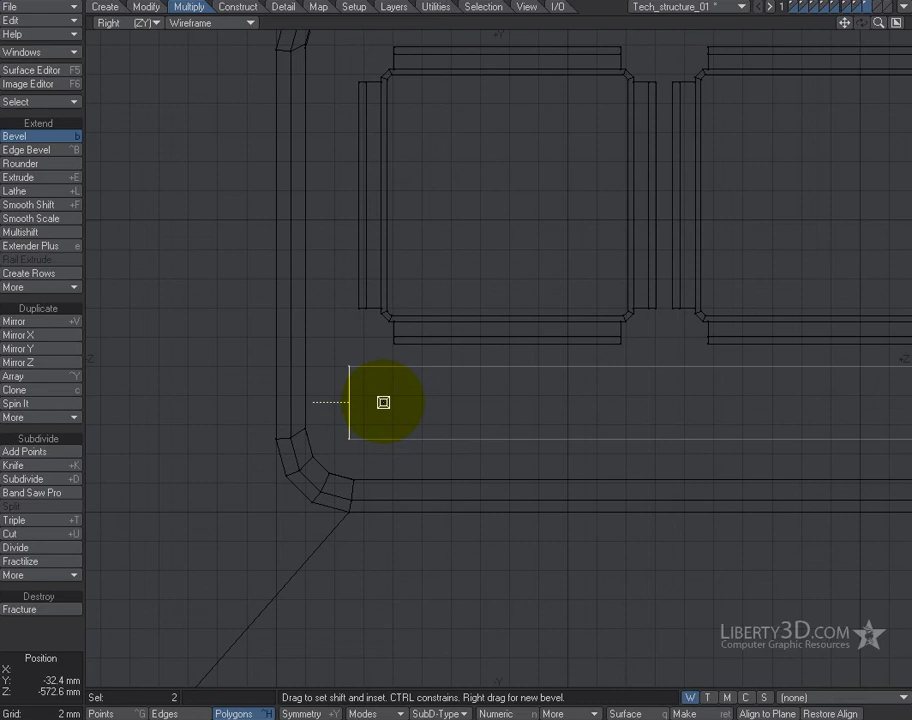 File Create Modify Multiply Construct Detail Map Setup Layers Utilities Selection View I/O Tech_structure_01 * 1
Edit Right (ZY) Wireframe
Help
Windows
Surface Editor F5
Image Editor F6
Select
Extend
Bevel b
Edge Bevel ^B
Rounder
Extrude +E
Lathe +L
Smooth Shift +F
Smooth Scale
Multishift
Extender Plus e
Rail Extrude
Create Rows
More
Duplicate
Mirror +V
Mirror X
Mirror Y
Mirror Z
Array ^Y
Clone c
Spin It
More
Subdivide
Add Points
Knife +K
Subdivide +D
Band Saw Pro
Split
Triple +T
Cut +U
Divide
Fractilize
More
Destroy
Fracture
+Y
-Z
+Z
-Y
LIBERTY3D.COM
Computer Graphic Resources
Position
X:
Y: -32.4 mm
Z: -572.6 mm
Grid: 2 mm
Sel: 2 Drag to set shift and inset. CTRL constrains. Right drag for new bevel. W T M C S (none)
Points ^G Edges Polygons ^H Symmetry +Y Modes SubD-Type Numeric n More Surface q Make Align to Plane Restore Align